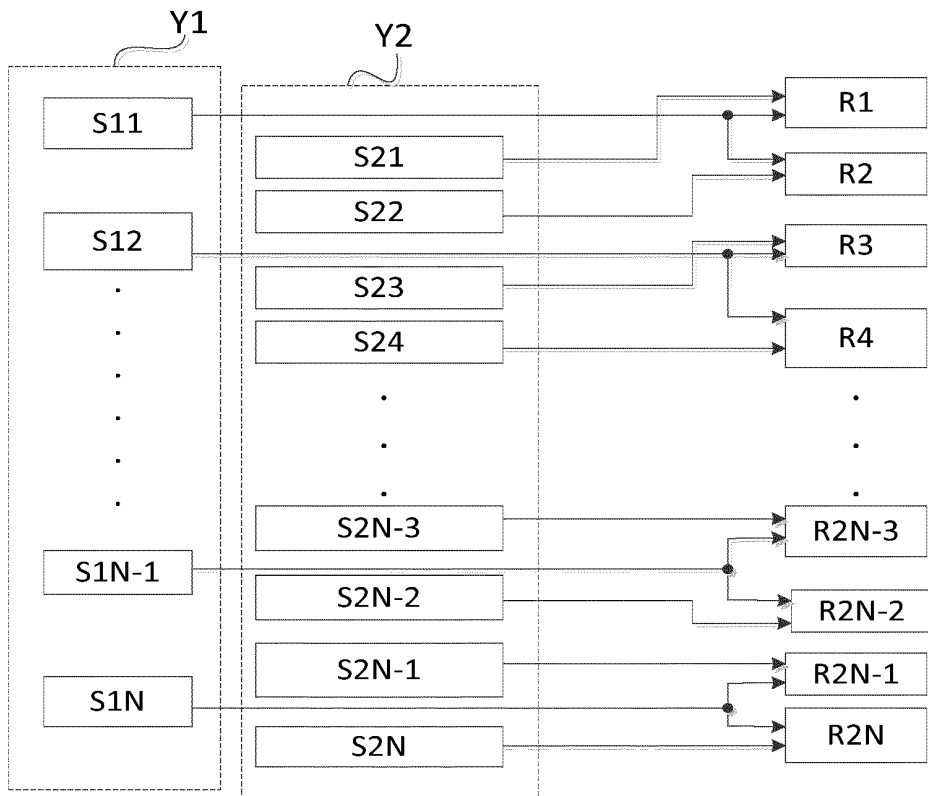 Y1
Y2
S11
R1
S21
R2
S22
S12
R3
S23
S24
R4
S2N-3
R2N-3
S1N-1
S2N-2
R2N-2
S2N-1
R2N-1
S1N
S2N
R2N